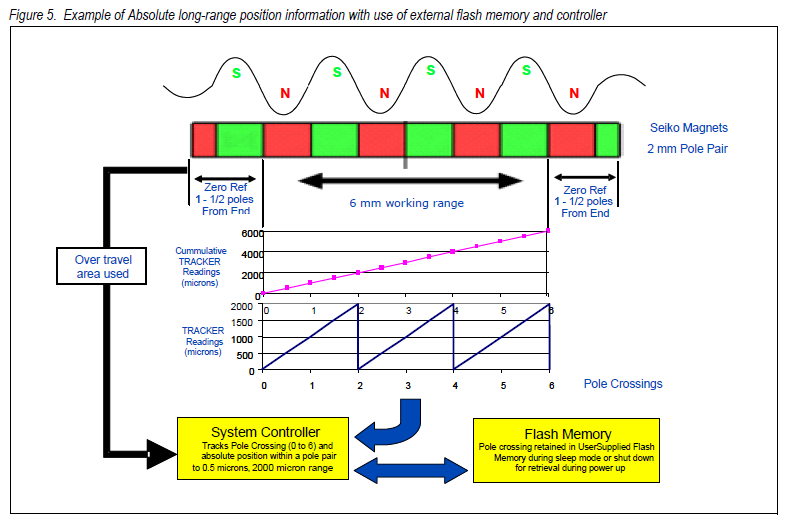 Figure 5. Example of Absolute long-range position information with use of external flash memory and controller
S
S
S
S
N
N
N
N
Seiko Magnets
2 mm Pole Pair
Zero Ref
1 - 1/2 poles
From End
6 mm working range
Zero Ref
1 - 1/2 poles
From End
Over travel
area used
Cummulative
TRACKER
Readings
(microns)
6000
4000
2000
0
0 1 2 3 4 5 6
TRACKER
Readings
(microns)
2000
1500
1000
500
0
0 1 2 3 4 5 6
Pole Crossings
System Controller
Tracks Pole Crossing (0 to 6) and
absolute position within a pole pair
to 0.5 microns, 2000 micron range
Flash Memory
Pole crossing retained in UserSupplied Flash
Memory during sleep mode or shut down
for retrieval during power up